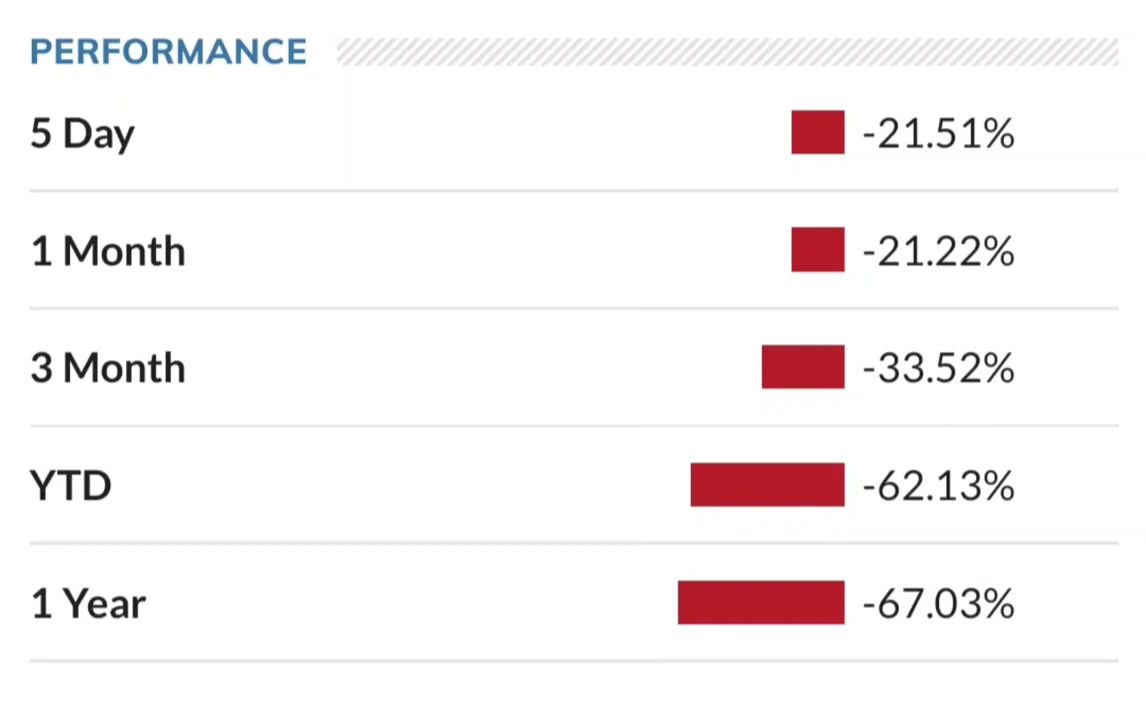 PERFORMANCE
5 Day -21.51%
1 Month -21.22%
3 Month -33.52%
YTD -62.13%
1 Year -67.03%